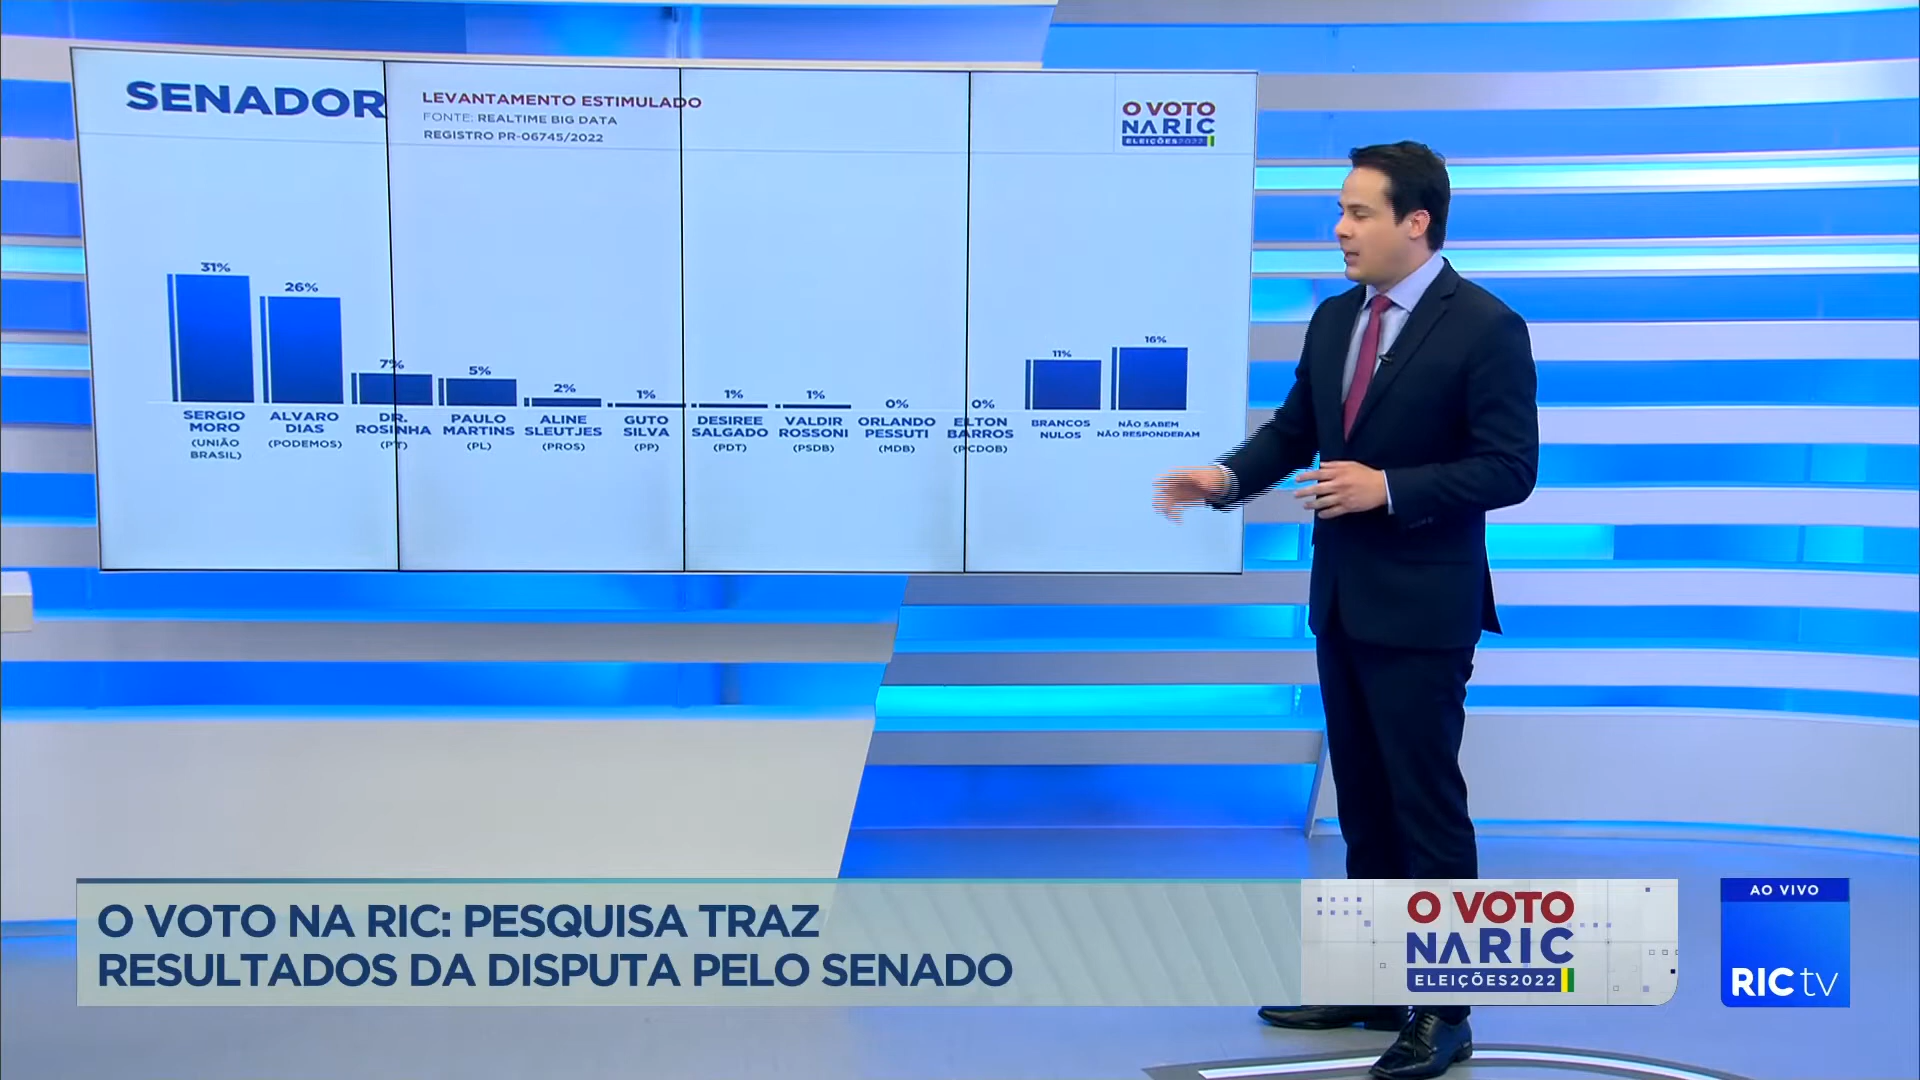 SENADOR
LEVANTAMENTO ESTIMULADO
FONTE: REALTIME BIG DATA
REGISTRO PR-06745/2022
O VOTO
NA RIC
ELEIÇÕES2022
31%
26%
7%
5%
2%
1%
1%
1%
0%
0%
11%
16%
SERGIO
MORO
(UNIÃO
BRASIL)
ALVARO
DIAS
(PODEMOS)
DR.
ROSINHA
(PT)
PAULO
MARTINS
(PL)
ALINE
SLEUTJES
(PROS)
GUTO
SILVA
(PP)
DESIREE
SALGADO
(PDT)
VALDIR
ROSSONI
(PSDB)
ORLANDO
PESSUTI
(MDB)
ELTON
BARROS
(PCDOB)
BRANCOS
NULOS
NÃO SABEM
NÃO RESPONDERAM
O VOTO NA RIC: PESQUISA TRAZ
RESULTADOS DA DISPUTA PELO SENADO
O VOTO
NA RIC
ELEIÇÕES2022
AO VIVO
RIC tv